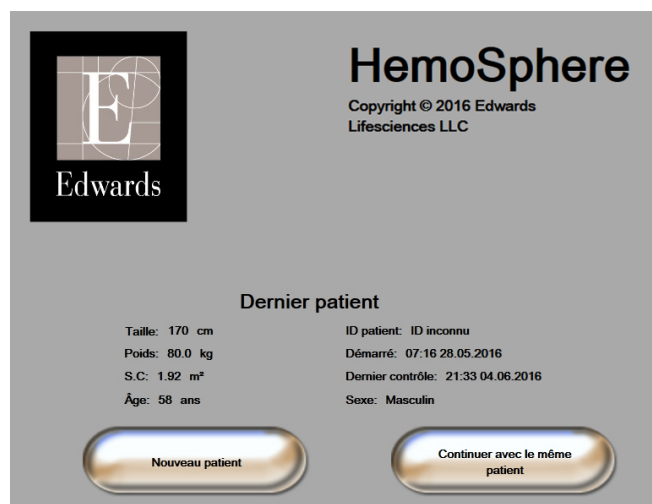 E
Edwards
HemoSphere
Copyright © 2016 Edwards
Lifesciences LLC
Dernier patient
Taille: 170 cm
ID patient: ID inconnu
Poids: 80.0 kg
Démarré: 07:16 28.05.2016
S.C: 1.92 m²
Dernier contrôle: 21:33 04.06.2016
Âge: 58 ans
Sexe: Masculin
Nouveau patient
Continuer avec le même
patient